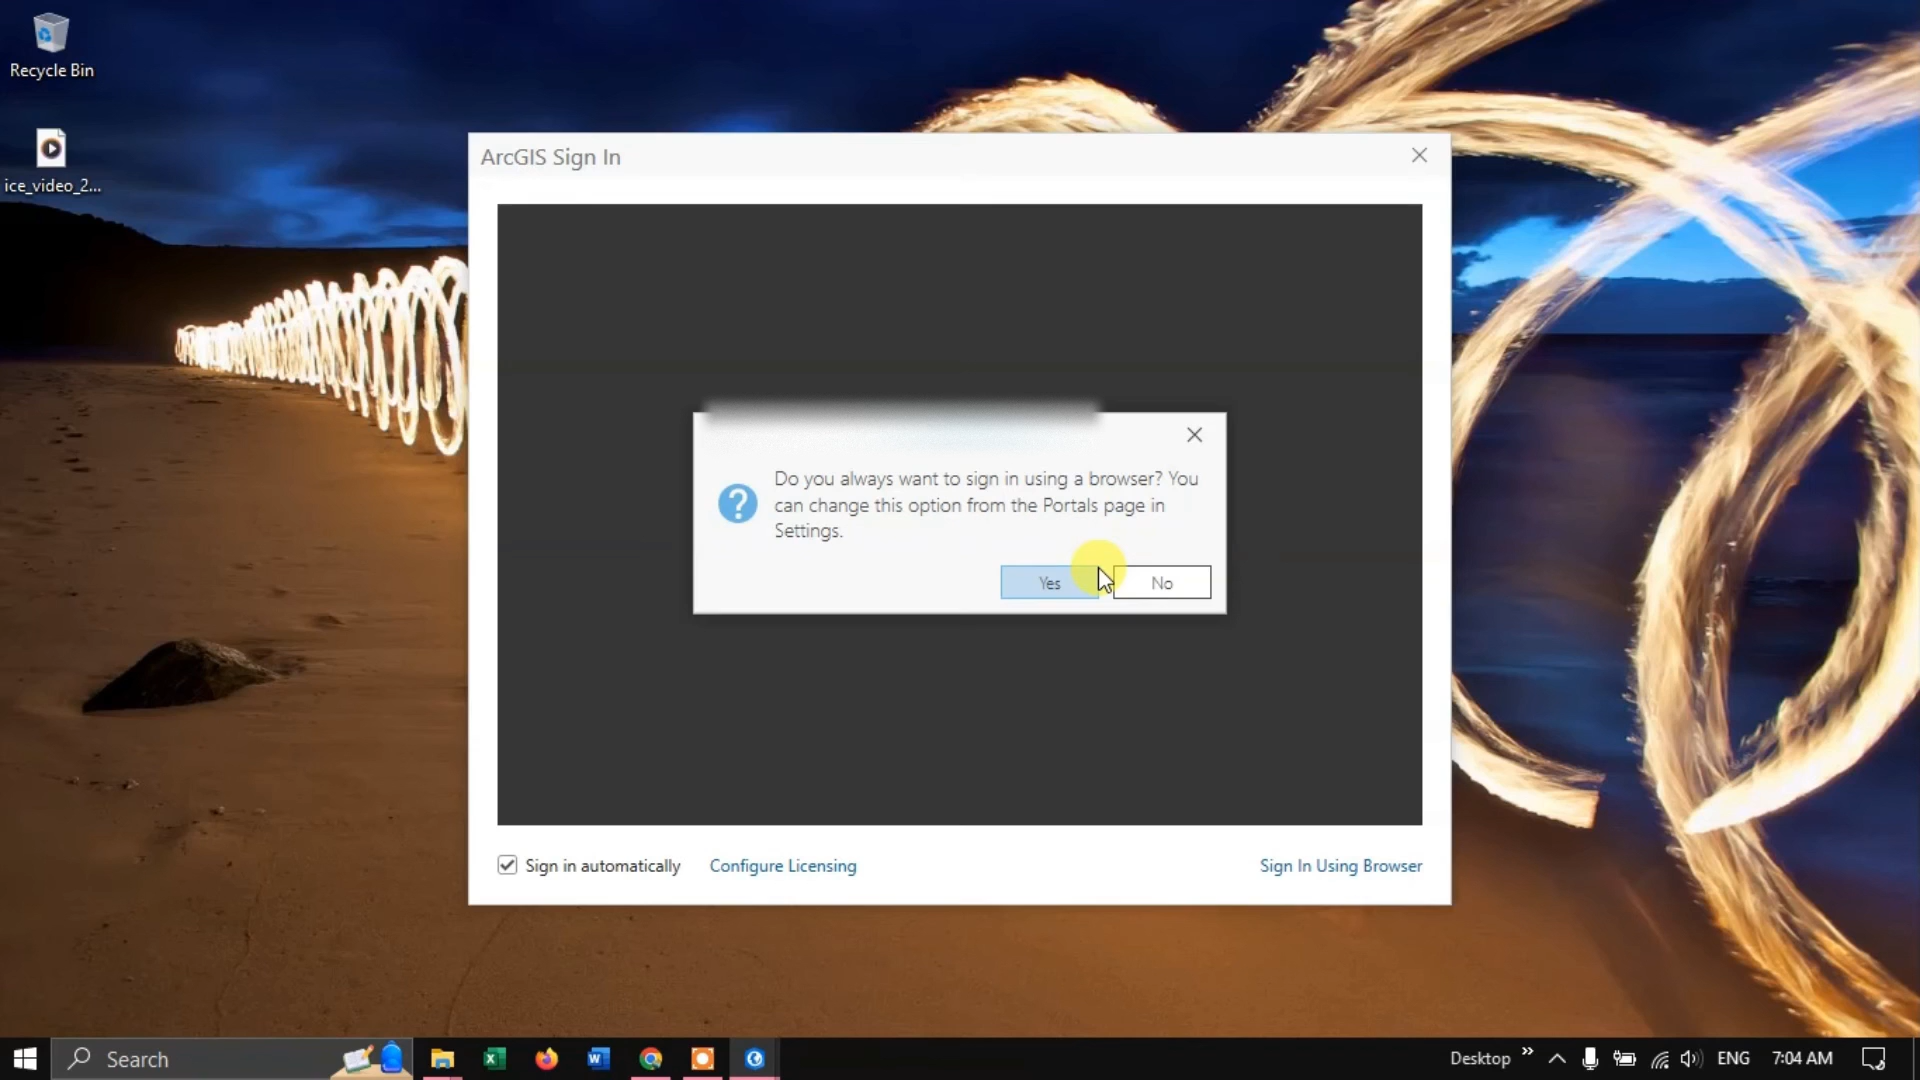 Recycle Bin
ice_video_2...
ArcGIS Sign In
Do you always want to sign in using a browser? You
can change this option from the Portals page in
Settings.
Yes
No
Sign in automatically
Configure Licensing
Sign In Using Browser
Search
Desktop
ENG
7:04 AM